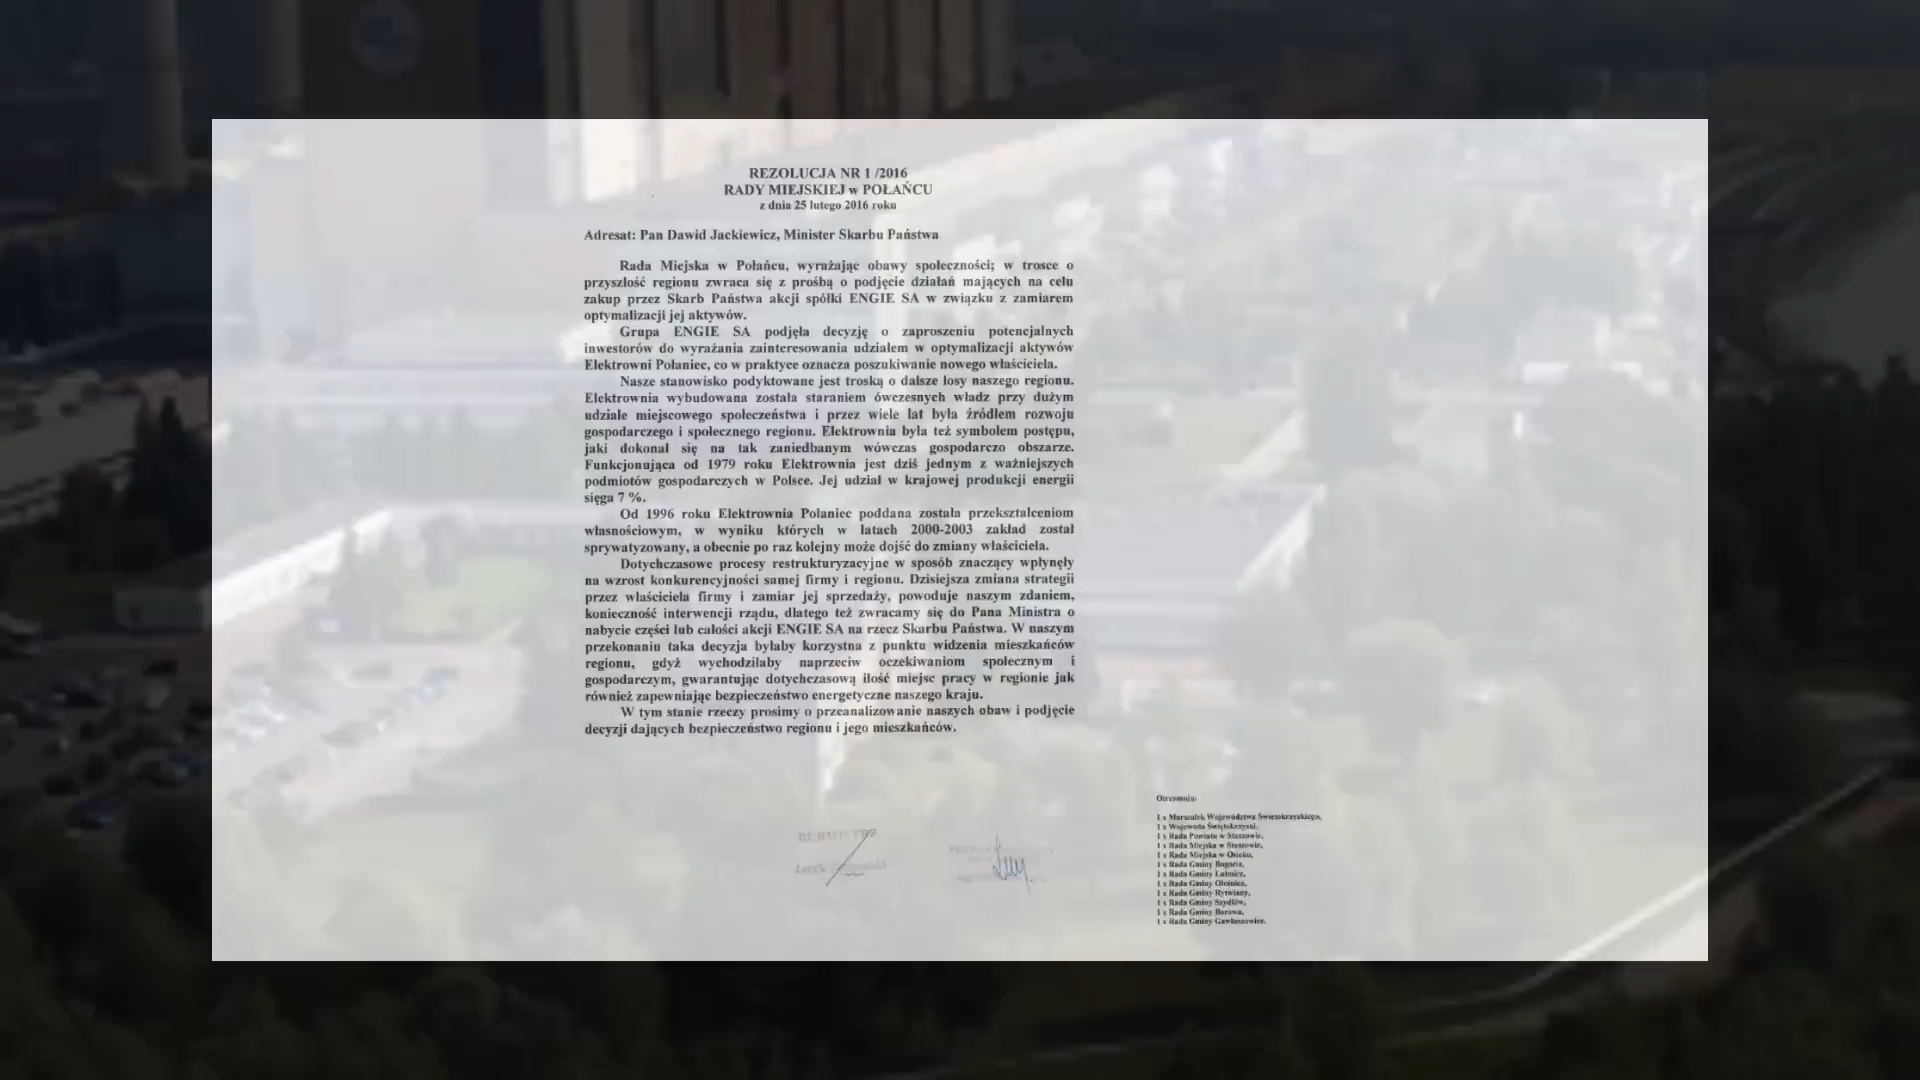 REZOLUCJA NR 1 /2016
RADY MIEJSKIEJ w POŁAŃCU
z dnia 25 lutego 2016 roku
Adresat: Pan Dawid Jackiewicz, Minister Skarbu Państwa
Rada Miejska w Połańcu, wyrażając obawy społeczności; w trosce o
przyszłość regionu zwraca się z prośbą o podjęcie działań mających na celu
zakup przez Skarb Państwa akcji spółki ENGIE SA w związku z zamiarem
optymalizacji jej aktywów.
Grupa ENGIE SA podjęła decyzję o zaproszeniu potencjalnych
inwestorów do wyrażania zainteresowania udziałem w optymalizacji aktywów
Elektrowni Połaniec, co w praktyce oznacza poszukiwanie nowego właściciela.
Nasze stanowisko podyktowane jest troską o dalsze losy naszego regionu.
Elektrownia wybudowana została staraniem ówczesnych władz przy dużym
udziale miejscowego społeczeństwa i przez wiele lat była źródłem rozwoju
gospodarczego i społecznego regionu. Elektrownia była też symbolem postępu,
jaki dokonał się na tak zaniedbanym wówczas gospodarczo obszarze.
Funkcjonująca od 1979 roku Elektrownia jest dziś jednym z ważniejszych
podmiotów gospodarczych w Polsce. Jej udział w krajowej produkcji energii
sięga 7 %.
Od 1996 roku Elektrownia Połaniec poddana została przekształceniom
własnościowym, w wyniku których w latach 2000-2003 zakład został
sprywatyzowany, a obecnie po raz kolejny może dojść do zmiany właściciela.
Dotychczasowe procesy restrukturyzacyjne w sposób znaczący wpłynęły
na wzrost konkurencyjności samej firmy i regionu. Dzisiejsza zmiana strategii
przez właściciela firmy i zamiar jej sprzedaży, powoduje naszym zdaniem,
konieczność interwencji rządu, dlatego też zwracamy się do Pana Ministra o
nabycie części lub całości akcji ENGIE SA na rzecz Skarbu Państwa. W naszym
przekonaniu taka decyzja byłaby korzystna z punktu widzenia mieszkańców
regionu, gdyż wychodziłaby naprzeciw oczekiwaniom społecznym i
gospodarczym, gwarantując dotychczasową ilość miejsc pracy w regionie jak
również zapewniając bezpieczeństwo energetyczne naszego kraju.
W tym stanie rzeczy prosimy o przeanalizowanie naszych obaw i podjęcie
decyzji dających bezpieczeństwo regionu i jego mieszkańców.
Otrzymują:
1 x Marszałek Województwa Świętokrzyskiego,
1 x Wojewoda Świętokrzyski,
1 x Rada Powiatu w Staszowie,
1 x Rada Miejska w Staszowie,
1 x Rada Miejska w Osieku,
1 x Rada Gminy Bogoria,
1 x Rada Gminy Łubnice,
1 x Rada Gminy Oleśnica,
1 x Rada Gminy Rytwiany,
1 x Rada Gminy Szydłów,
1 x Rada Gminy Borowa,
1 x Rada Gminy Gawłuszowice.